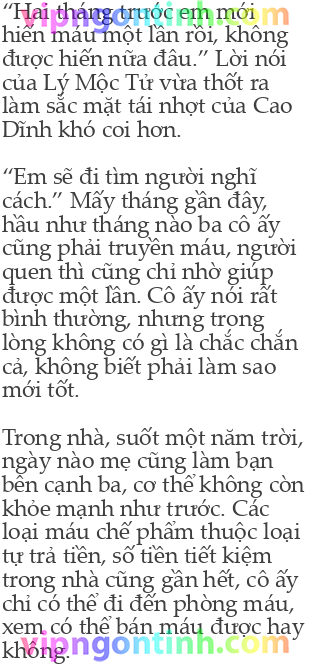 vipngontinh.com
“Hai tháng trước em mới
hiến máu một lần rồi, không
được hiến nữa đâu.” Lời nói
của Lý Mộc Tử vừa thốt ra
làm sắc mặt tái nhợt của Cao
Dĩnh khó coi hơn.
“Em sẽ đi tìm người nghĩ
cách.” Mấy tháng gần đây,
hầu như tháng nào ba cô ấy
cũng phải truyền máu, người
quen thì cũng chỉ nhờ giúp
được một lần. Cô ấy nói rất
bình thường, nhưng trong
lòng không có gì là chắc chắn
cả, không biết phải làm sao
mới tốt.
Trong nhà, suốt một năm trời,
ngày nào mẹ cũng làm bạn
bên cạnh ba, cơ thể không còn
khỏe mạnh như trước. Các
loại máu chế phẩm thuộc loại
tự trả tiền, số tiền tiết kiệm
trong nhà cũng gần hết, cô ấy
chỉ có thể đi đến phòng máu,
xem có thể bán máu được hay
không.
vipngontinh.com